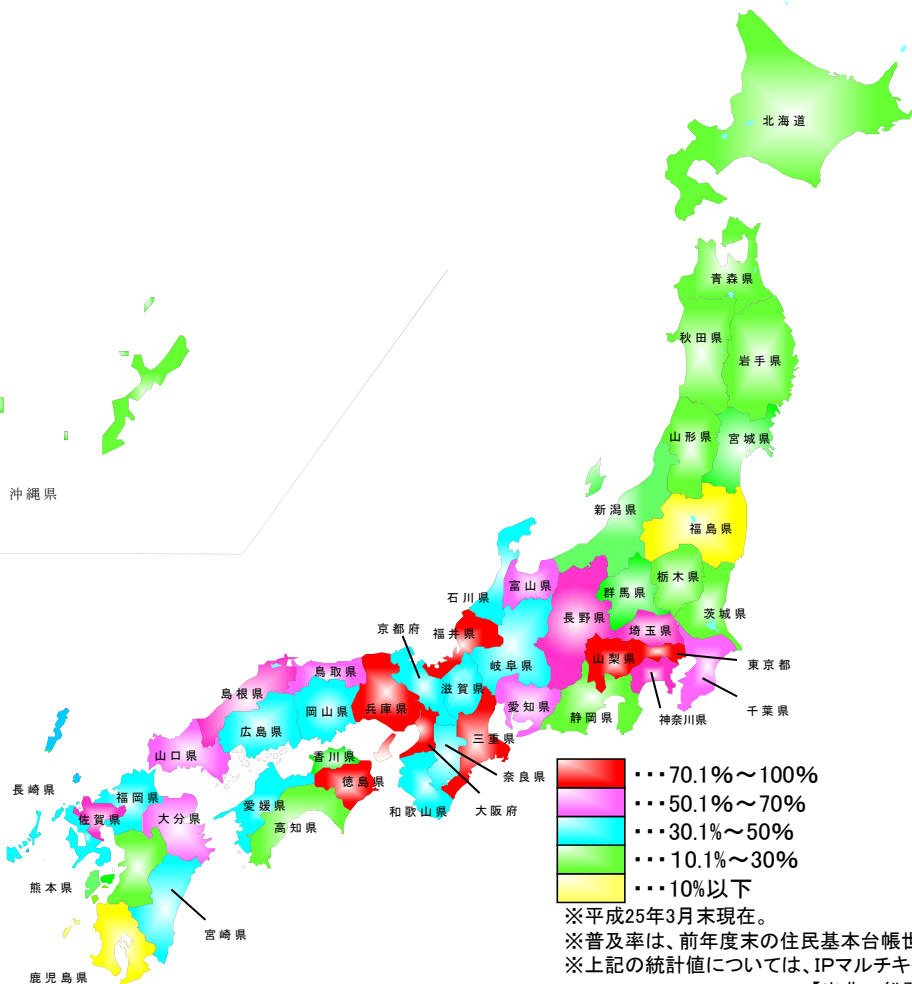 北海道
青森県
秋田県
岩手県
山形県
宮城県
沖縄県
新潟県
福島県
栃木県
群馬県
茨城県
富山県
石川県
長野県
埼玉県
京都府
福井県
山梨県
東京都
岐阜県
鳥取県
滋賀県
島根県
岡山県
兵庫県
愛知県
静岡県
神奈川県
千葉県
広島県
三重県
山口県
香川県
奈良県
徳島県
長崎県
福岡県
愛媛県
和歌山県
大阪府
佐賀県
大分県
高知県
熊本県
宮崎県
鹿児島県
・・・70.1%～100%
・・・50.1%～70%
・・・30.1%～50%
・・・10.1%～30%
・・・10%以下
※平成25年3月末現在。
※普及率は、前年度末の住民基本台帳世
※上記の統計値については、IPマルチキ